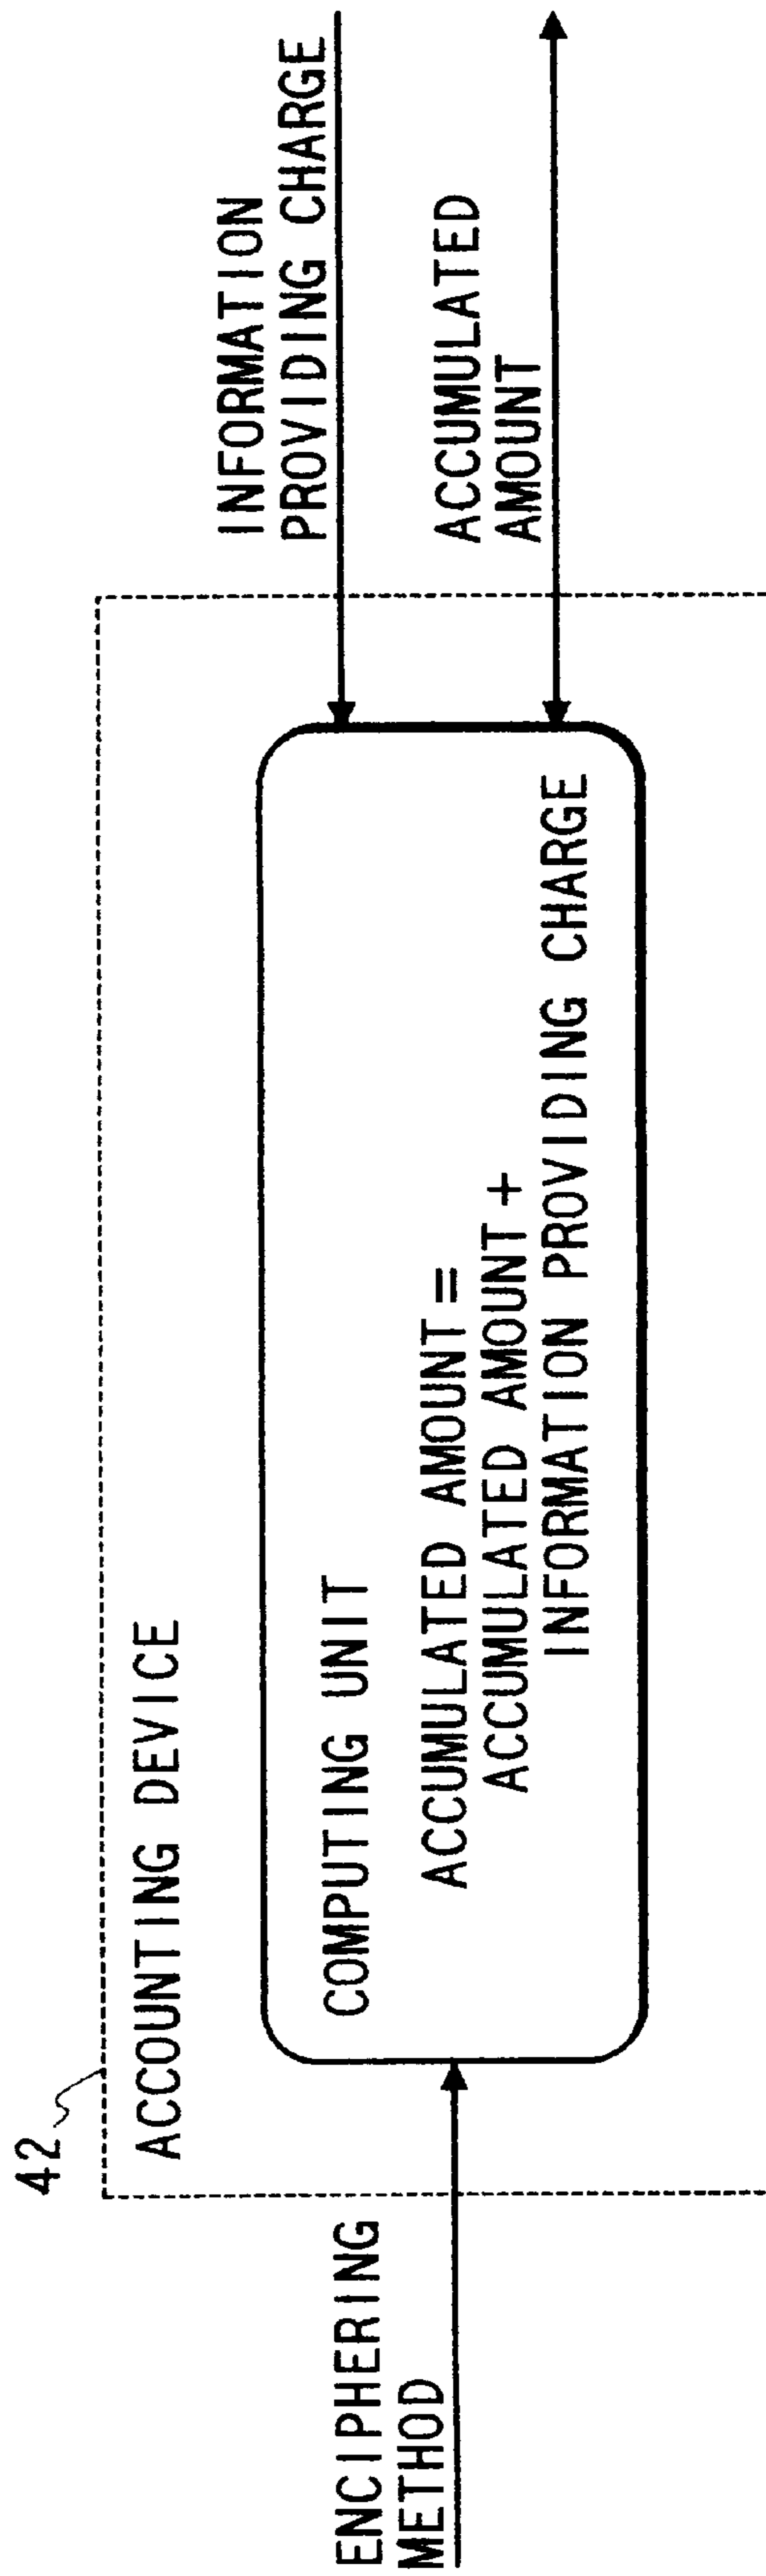 42
ACCOUNTING DEVICE
ENCIPHERING
METHOD
COMPUTING UNIT
ACCUMULATED AMOUNT =
ACCUMULATED AMOUNT +
INFORMATION PROVIDING CHARGE
INFORMATION
PROVIDING CHARGE
ACCUMULATED
AMOUNT